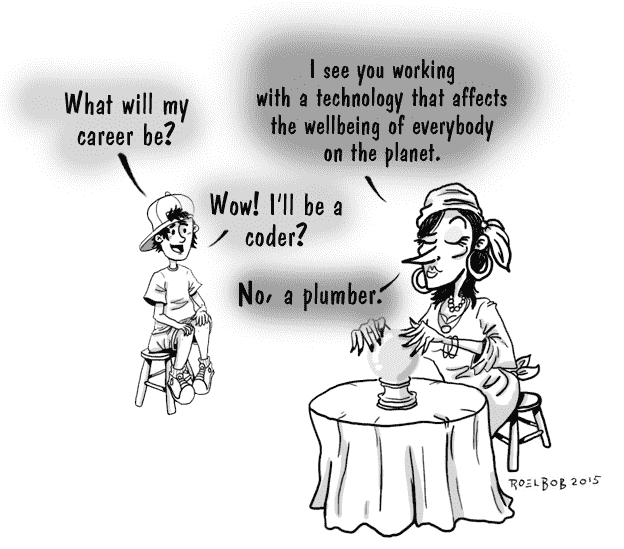 What will my
career be?
I see you working
with a technology that affects
the wellbeing of everybody
on the planet.
Wow! I'll be a
coder?
No, a plumber.
ROELBOB 2015